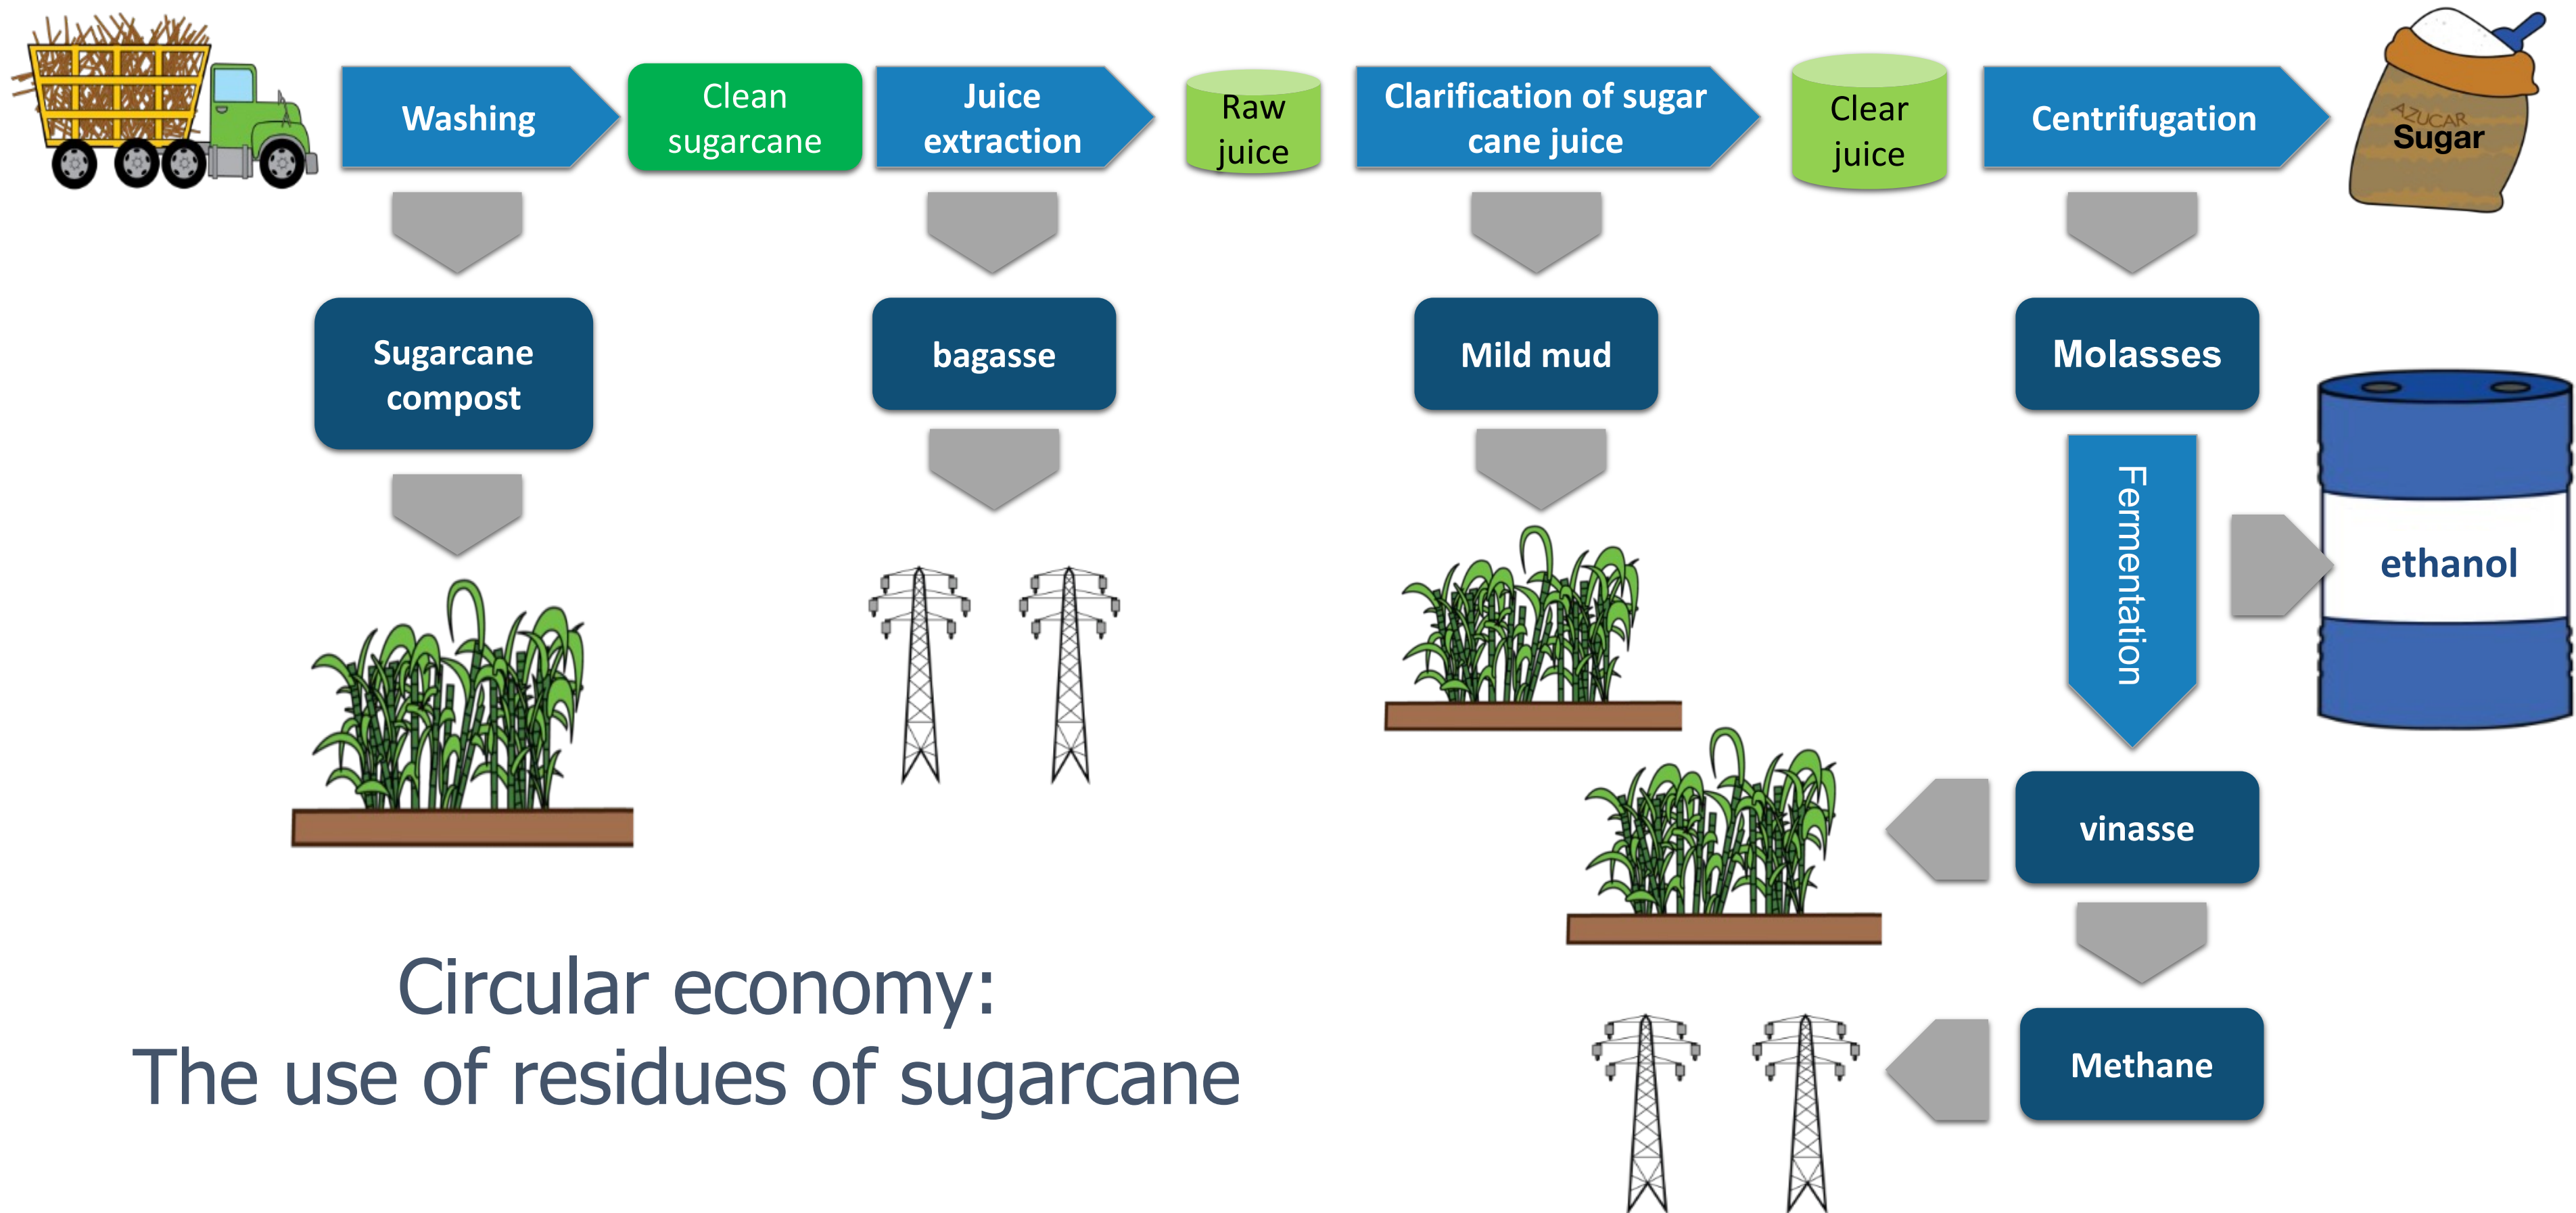 Washing
Clean
sugarcane
Juice
extraction
Raw
juice
Clarification of sugar
cane juice
Clear
juice
Centrifugation
AZUCAR
Sugar
Sugarcane
compost
bagasse
Mild mud
Molasses
Fermentation
ethanol
vinasse
Methane
Circular economy:
The use of residues of sugarcane